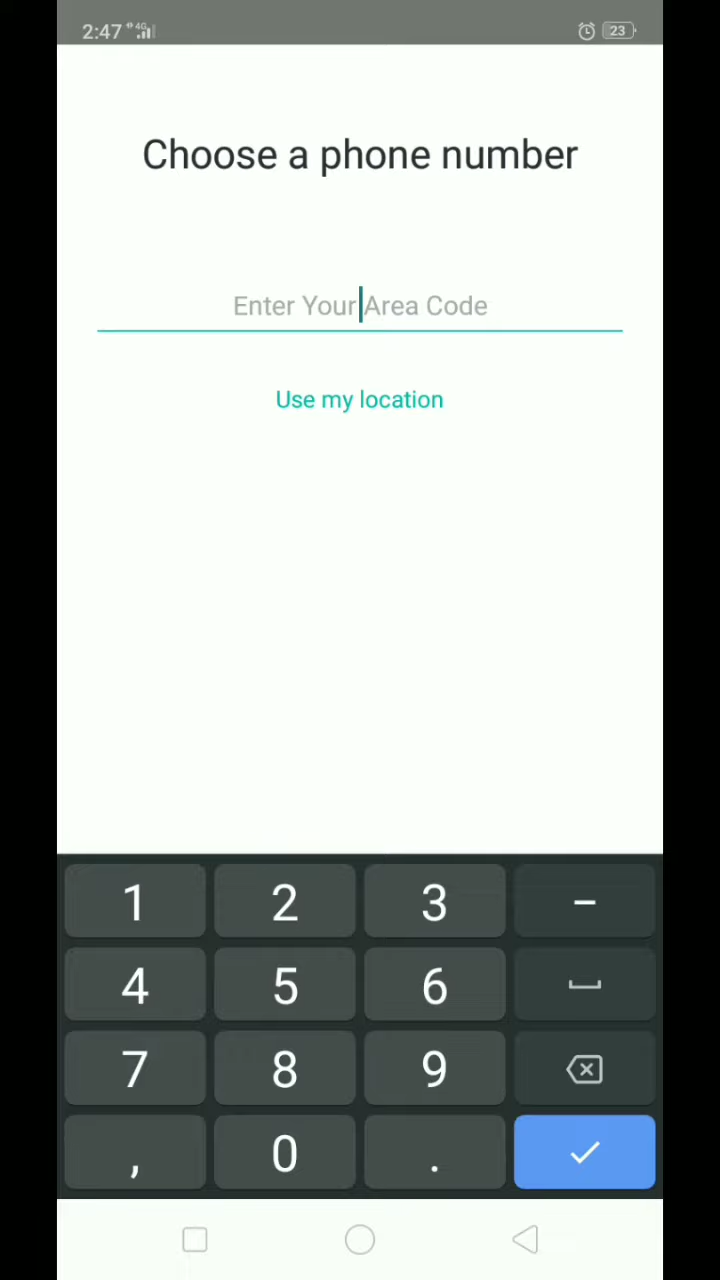 2:47 4G 23
Choose a phone number
Enter Your Area Code
Use my location
1 2 3 –
4 5 6
7 8 9
, 0 .